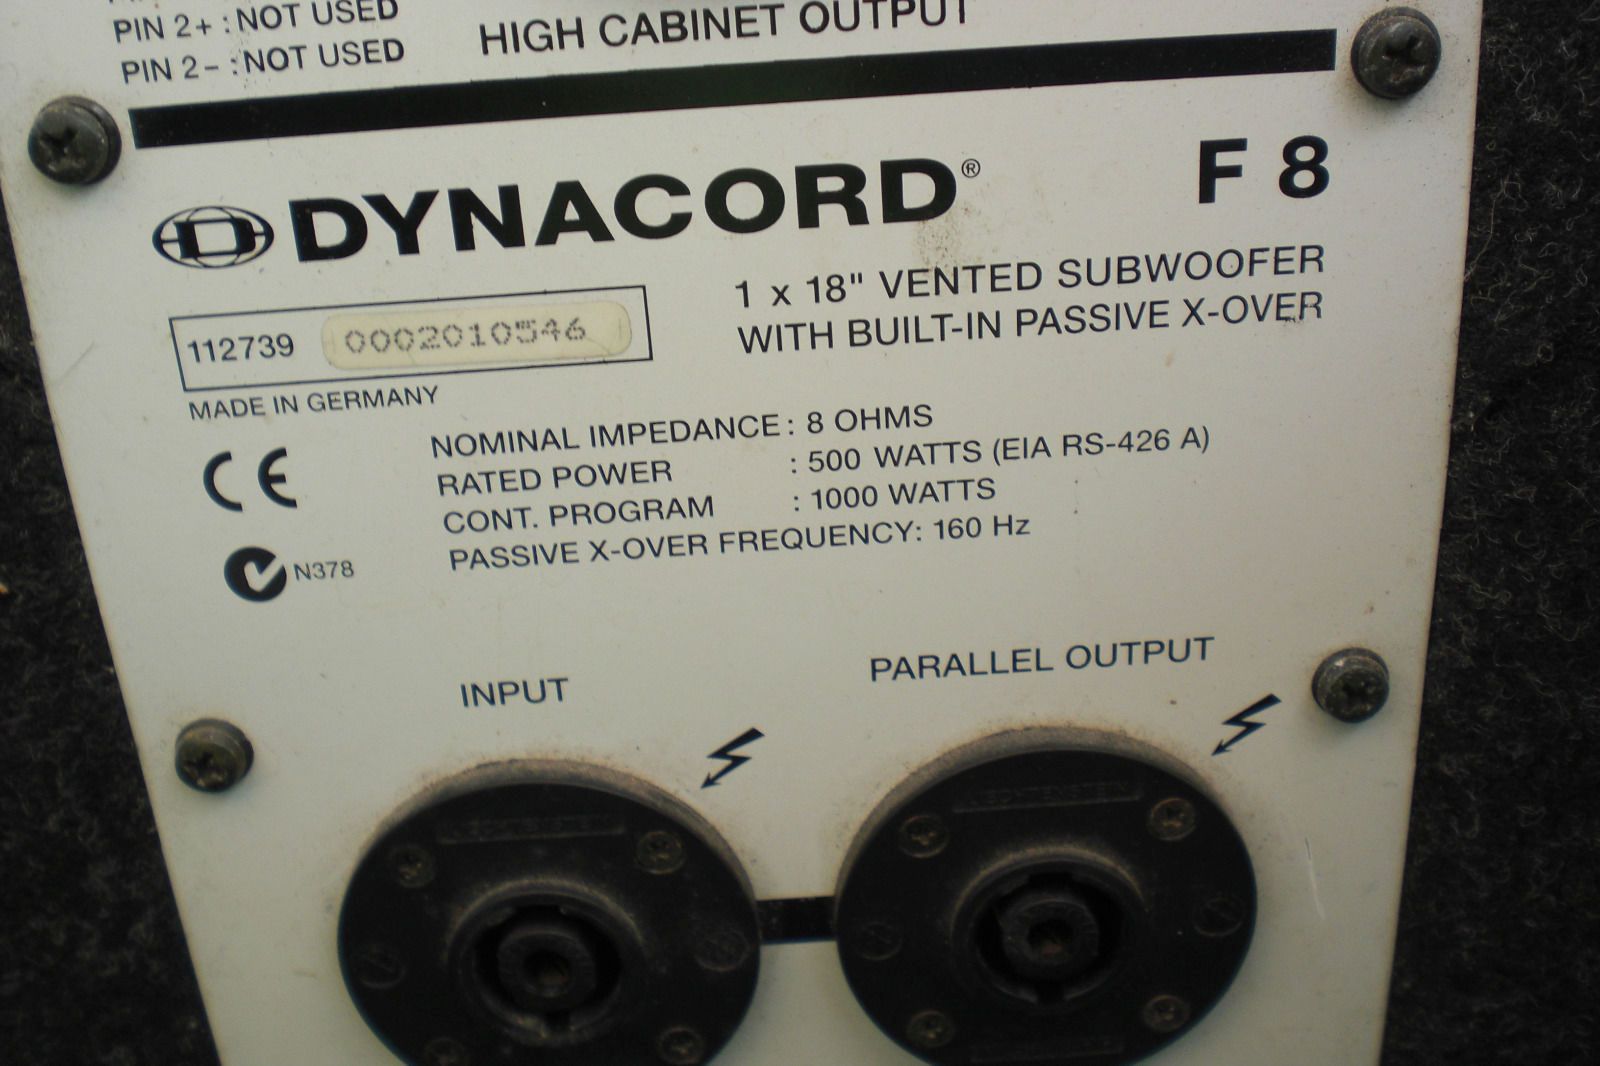 PIN 2+ : NOT USED
PIN 2– : NOT USED
HIGH CABINET OUTPUT
DYNACORD®
F 8
1 x 18" VENTED SUBWOOFER
WITH BUILT-IN PASSIVE X-OVER
112739 0002010546
MADE IN GERMANY
CE
N378
NOMINAL IMPEDANCE : 8 OHMS
RATED POWER : 500 WATTS (EIA RS-426 A)
CONT. PROGRAM : 1000 WATTS
PASSIVE X-OVER FREQUENCY: 160 Hz
INPUT
PARALLEL OUTPUT
LIECHTENSTEIN
LIECHTENSTEIN